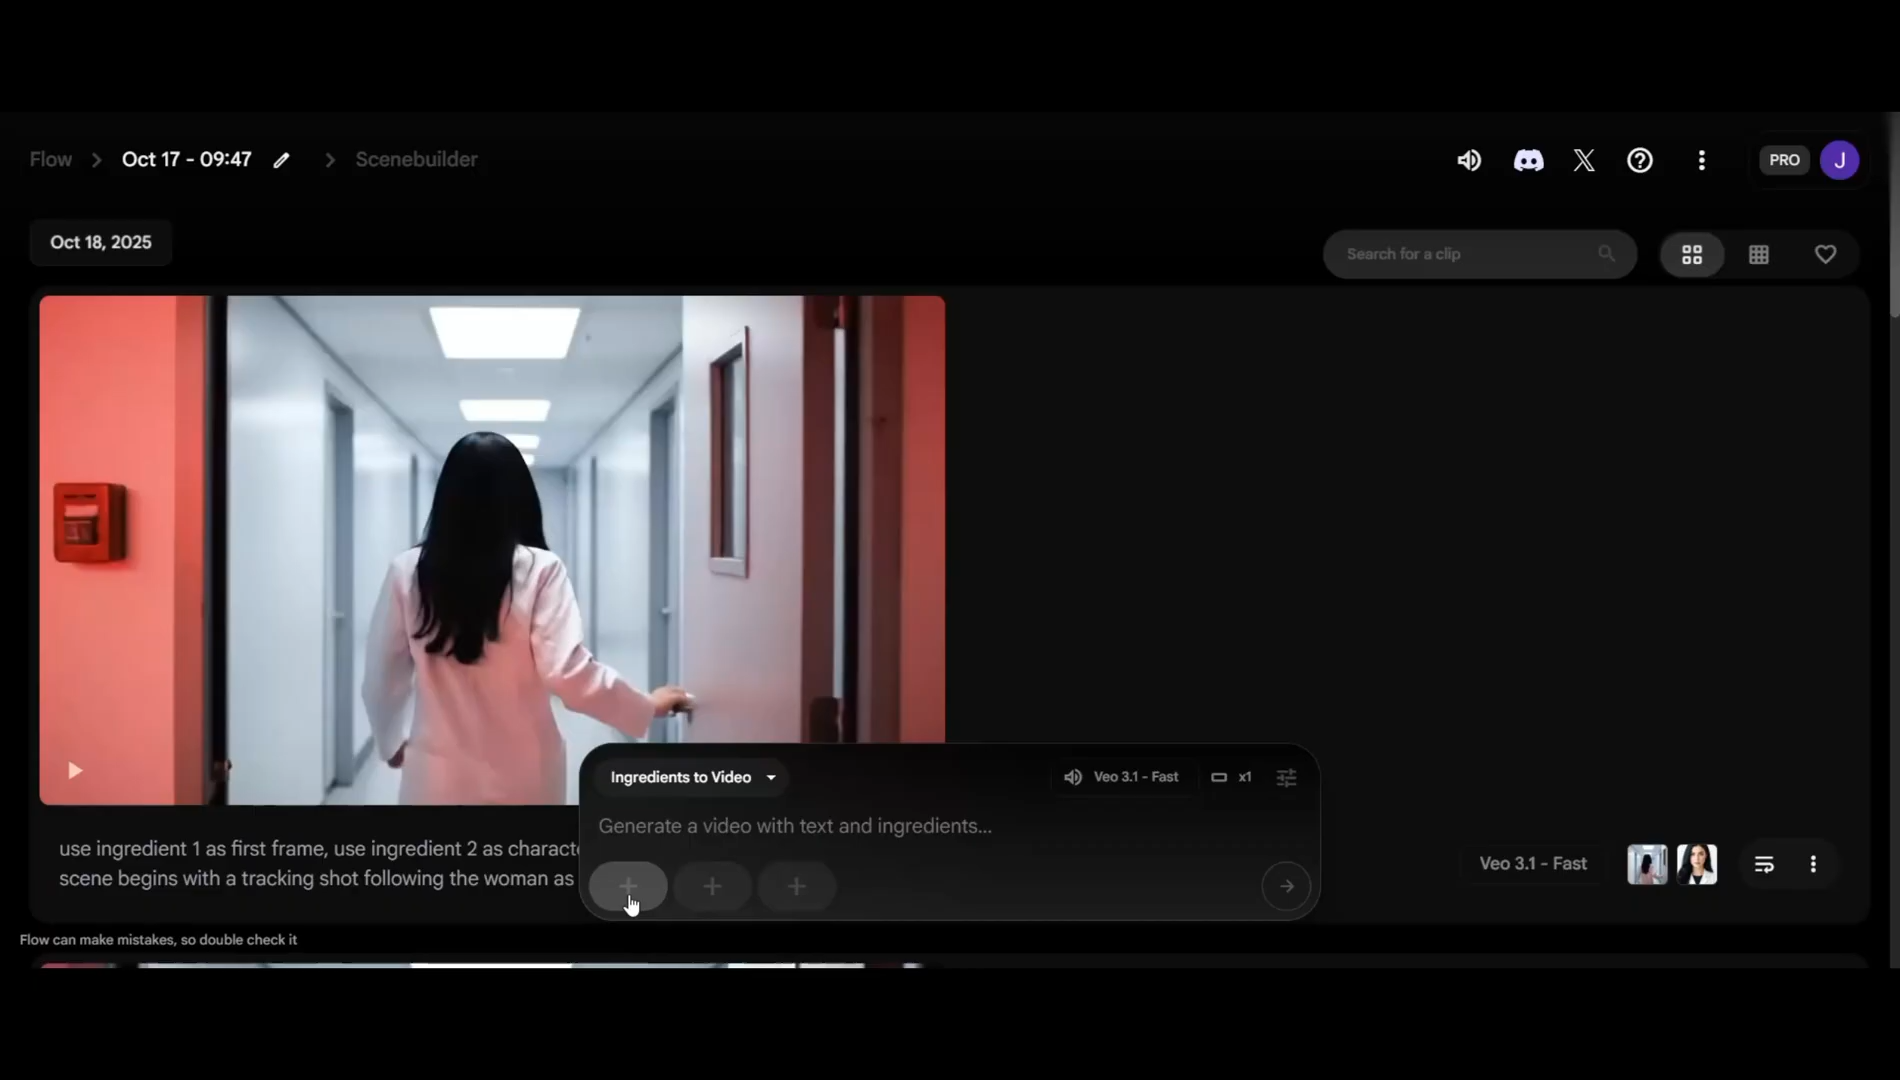 Flow > Oct 17 - 09:47 > Scenebuilder
PRO J
Oct 18, 2025
Search for a clip
Ingredients to Video
Veo 3.1 - Fast
x1
Generate a video with text and ingredients...
use ingredient 1 as first frame, use ingredient 2 as characte
scene begins with a tracking shot following the woman as
Veo 3.1 - Fast
Flow can make mistakes, so double check it